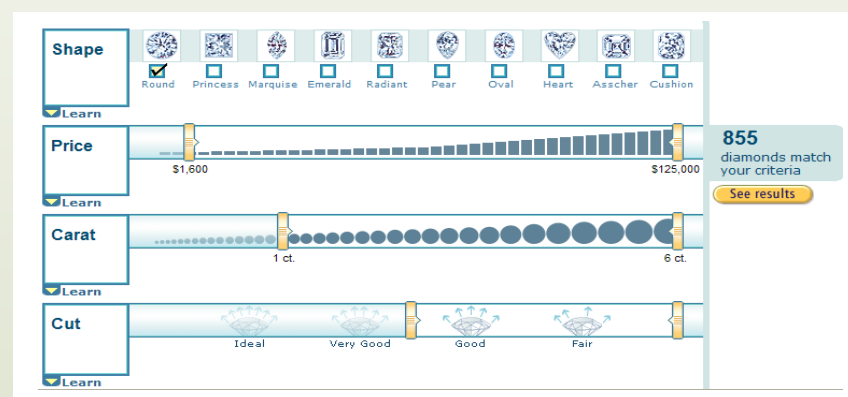 Shape
Round Princess Marquise Emerald Radiant Pear Oval Heart Asscher Cushion
Learn
Price
$1,600 $125,000
Learn
855
diamonds match
your criteria
See results
Carat
1 ct. 6 ct.
Learn
Cut
Ideal Very Good Good Fair
Learn